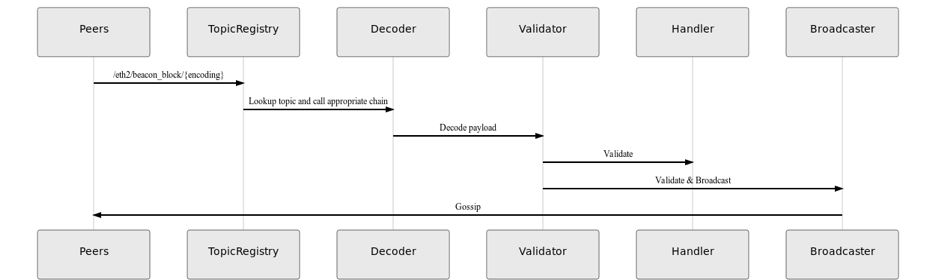 Peers TopicRegistry Decoder Validator Handler Broadcaster
/eth2/beacon_block/{encoding}
Lookup topic and call appropriate chain
Decode payload
Validate
Validate & Broadcast
Gossip
Peers TopicRegistry Decoder Validator Handler Broadcaster